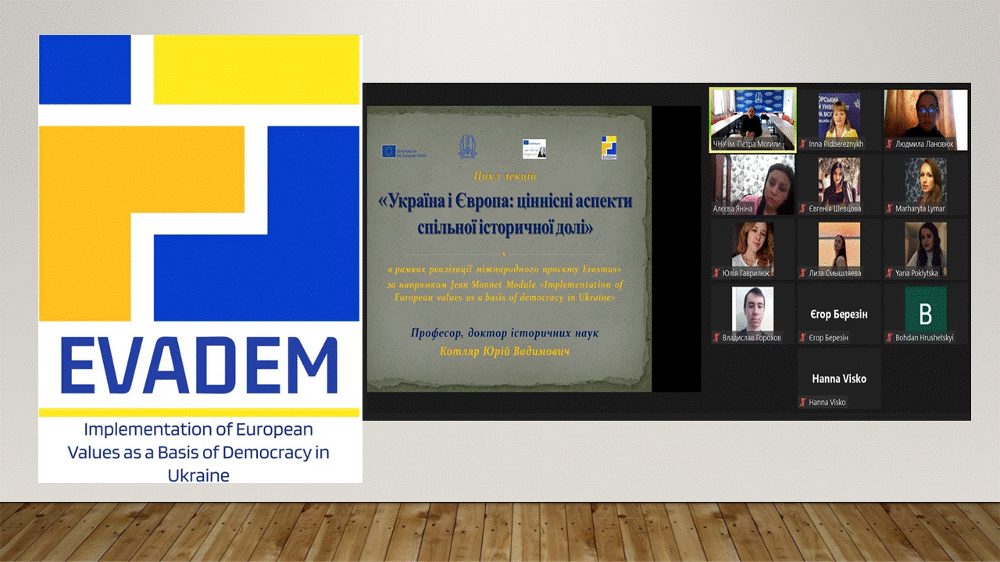 EVADEM
Implementation of European
Values as a Basis of Democracy in
Ukraine
Co-funded by
the European Union
Erasmus+
EVADEM
Цикл лекцій
«Україна і Європа: ціннісні аспекти
спільної історичної долі»
в рамках реалізації міжнародного проєкту Erasmus+
за напрямком Jean Monnet Module «Implementation of
European values as a basis of democracy in Ukraine»
Професор, доктор історичних наук
Котляр Юрій Вадимович
ЧНУ ім. Петра Могили
Inna Pidbereznykh
Людмила Лановюк
Алєєва Яніна
Євгенія Шевцова
Marharyta Lymar
Юлія Гаврилюк
Лиза Смышляева
Yana Poklytska
Владислав Горохов
Єгор Березін
Єгор Березін
B
Bohdan Hrushetskyi
Hanna Visko
Hanna Visko